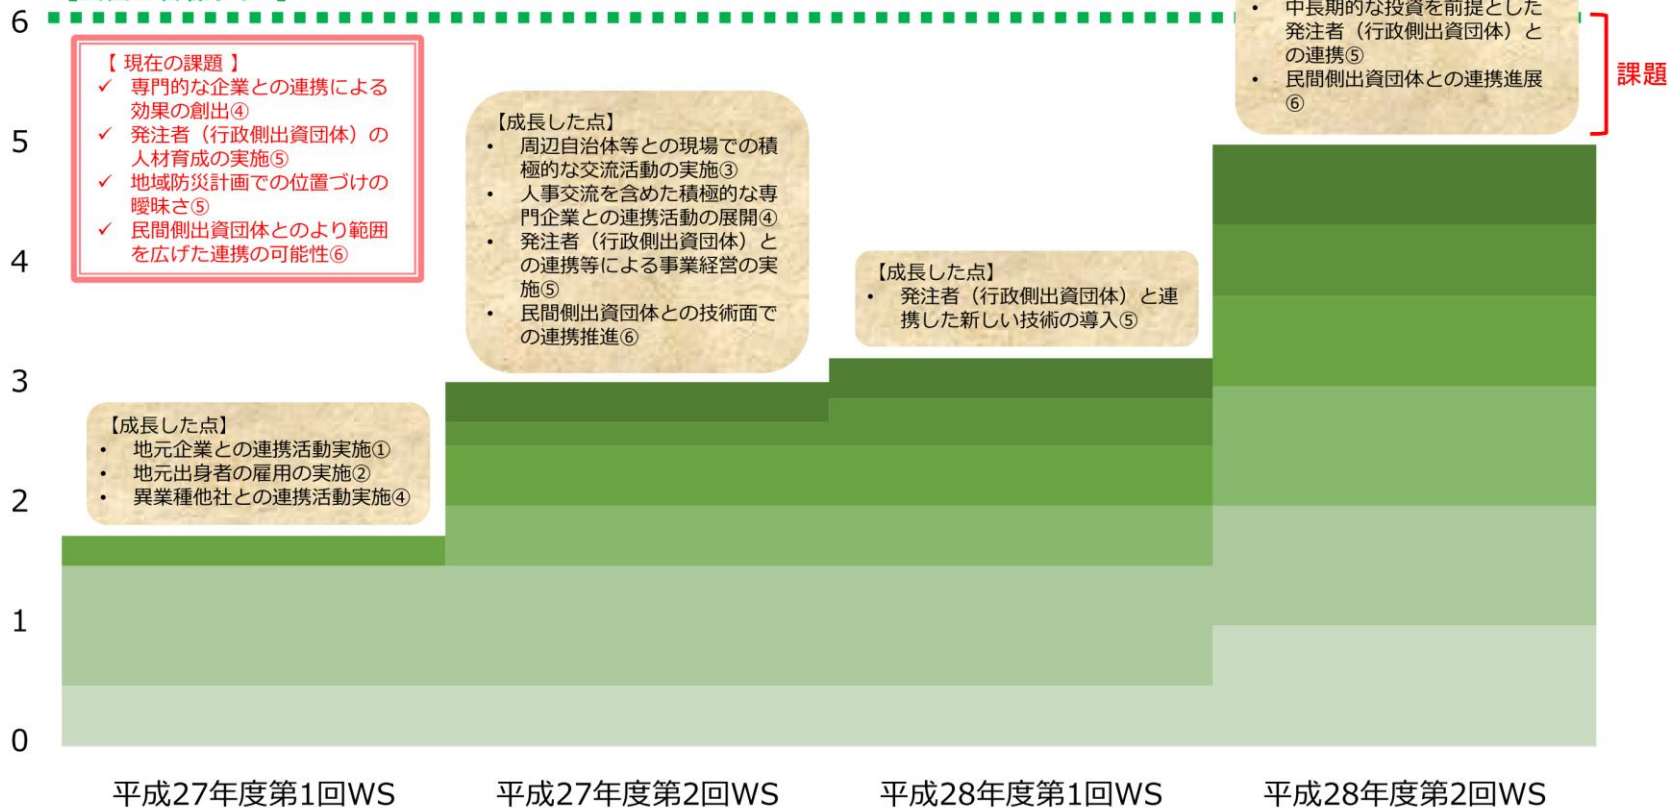 6
5
4
3
2
1
0
【 現在の課題 】
✓ 専門的な企業との連携による
効果の創出④
✓ 発注者（行政側出資団体）の
人材育成の実施⑤
✓ 地域防災計画での位置づけの
曖昧さ⑤
✓ 民間側出資団体とのより範囲
を広げた連携の可能性⑥
【成長した点】
• 地元企業との連携活動実施①
• 地元出身者の雇用の実施②
• 異業種他社との連携活動実施④
【成長した点】
• 周辺自治体等との現場での積
極的な交流活動の実施③
• 人事交流を含めた積極的な専
門企業との連携活動の展開④
• 発注者（行政側出資団体）と
の連携等による事業経営の実
施⑤
• 民間側出資団体との技術面で
の連携推進⑥
【成長した点】
• 発注者（行政側出資団体）と連
携した新しい技術の導入⑤
• 中長期的な投資を前提とした
発注者（行政側出資団体）と
の連携⑤
• 民間側出資団体との連携進展
⑥
課題
平成27年度第1回WS
平成27年度第2回WS
平成28年度第1回WS
平成28年度第2回WS